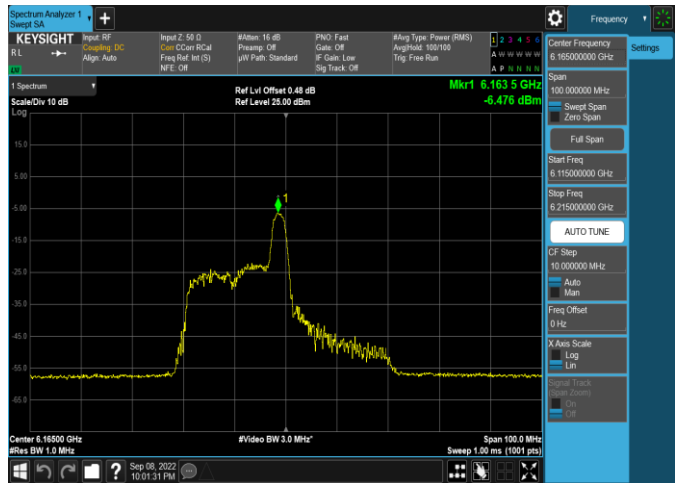 Spectrum Analyzer 1
Swept SA
+
Frequency
KEYSIGHT
RL
LW
Input: RF
Coupling: DC
Align: Auto
Input Z: 50 Ω
Corr CCorr RCal
Freq Ref: Int (S)
NFE: Off
#Atten: 16 dB
Preamp: Off
µW Path: Standard
PNO: Fast
Gate: Off
IF Gain: Low
Sig Track: Off
#Avg Type: Power (RMS)
Avg|Hold: 100/100
Trig: Free Run
1 2 3 4 5 6
A W W W W W
A P N N N N
1 Spectrum
Scale/Div 10 dB
Log
Ref Lvl Offset 0.48 dB
Ref Level 25.00 dBm
Mkr1 6.163 5 GHz
-6.476 dBm
15.0
5.00
-5.00
-15.0
-25.0
-35.0
-45.0
-55.0
-65.0
1
Center 6.16500 GHz
#Res BW 1.0 MHz
#Video BW 3.0 MHz*
Span 100.0 MHz
Sweep 1.00 ms (1001 pts)
Center Frequency
6.165000000 GHz
Span
100.000000 MHz
Swept Span
Zero Span
Full Span
Start Freq
6.115000000 GHz
Stop Freq
6.215000000 GHz
AUTO TUNE
CF Step
10.000000 MHz
Auto
Man
Freq Offset
0 Hz
X Axis Scale
Log
Lin
Signal Track
(Span Zoom)
On
Off
Settings
?
Sep 08, 2022
10:01:31 PM